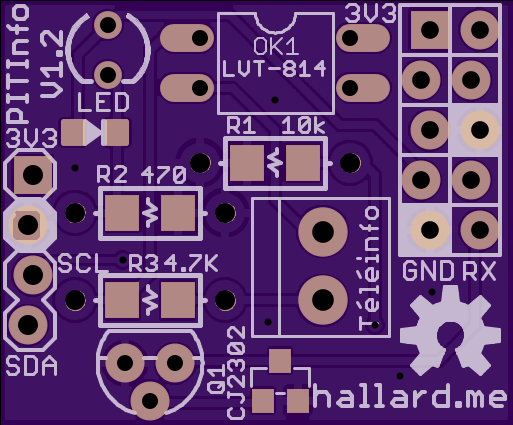 PITInfo
V1.2
LED
3V3
OK1
LVT-814
3V3
R1 10k
R2 470
SCL
R3 4.7K
SDA
Q1
CJ2302
Téléinfo
GND RX
hallard.me